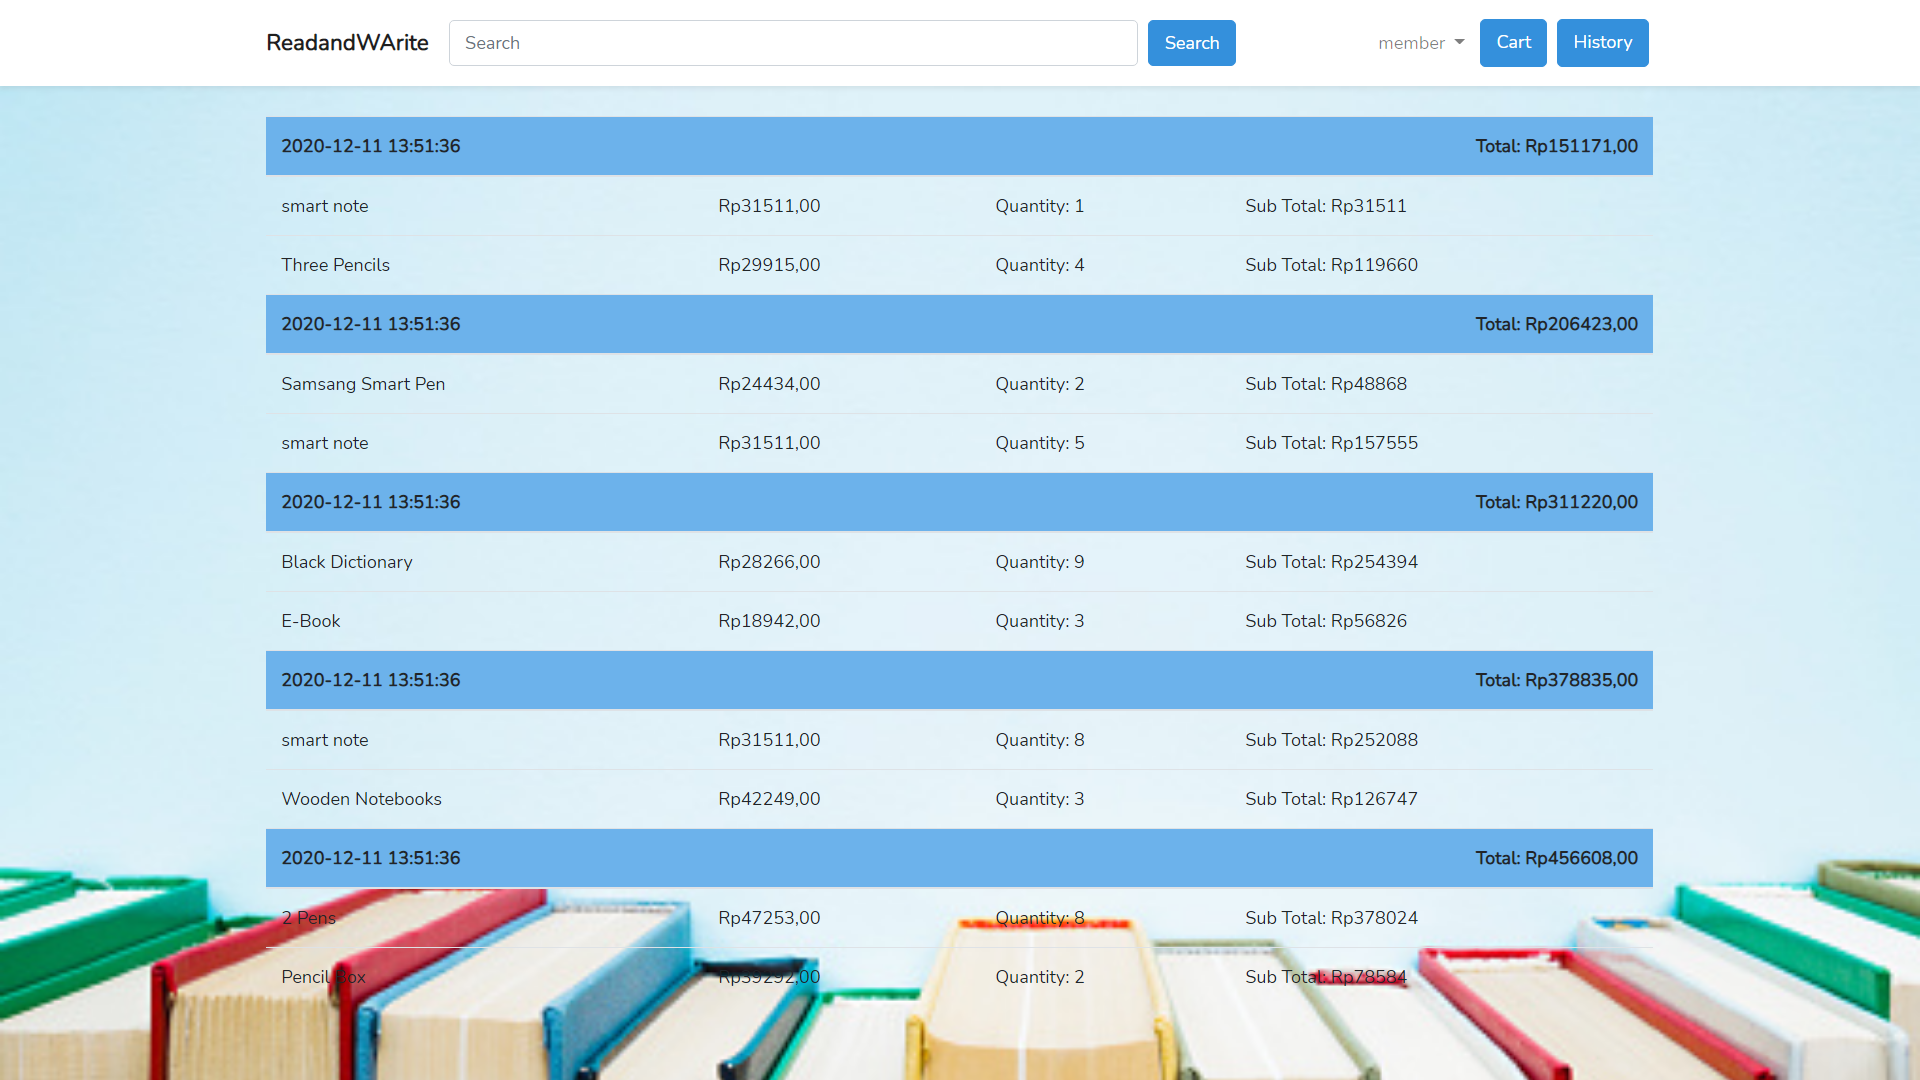 ReadandWArite Search Search member Cart History
2020-12-11 13:51:36 Total: Rp151171,00
smart note Rp31511,00 Quantity: 1 Sub Total: Rp31511
Three Pencils Rp29915,00 Quantity: 4 Sub Total: Rp119660
2020-12-11 13:51:36 Total: Rp206423,00
Samsang Smart Pen Rp24434,00 Quantity: 2 Sub Total: Rp48868
smart note Rp31511,00 Quantity: 5 Sub Total: Rp157555
2020-12-11 13:51:36 Total: Rp311220,00
Black Dictionary Rp28266,00 Quantity: 9 Sub Total: Rp254394
E-Book Rp18942,00 Quantity: 3 Sub Total: Rp56826
2020-12-11 13:51:36 Total: Rp378835,00
smart note Rp31511,00 Quantity: 8 Sub Total: Rp252088
Wooden Notebooks Rp42249,00 Quantity: 3 Sub Total: Rp126747
2020-12-11 13:51:36 Total: Rp456608,00
2 Pens Rp47253,00 Quantity: 8 Sub Total: Rp378024
Pencil Box Rp39292,00 Quantity: 2 Sub Total: Rp78584